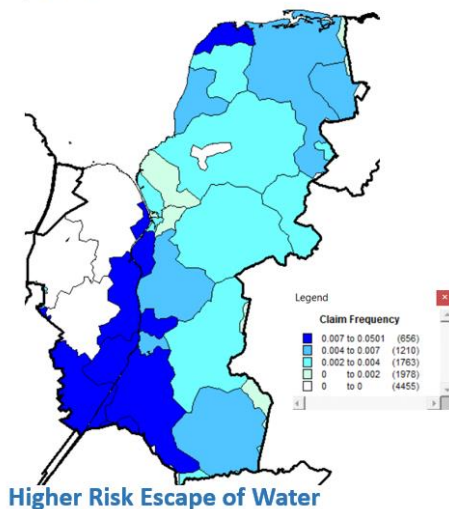 Legend
Claim Frequency
0.007 to 0.0501 (656)
0.004 to 0.007 (1210)
0.002 to 0.004 (1763)
0 to 0.002 (1978)
0 to 0 (4455)
Higher Risk Escape of Water